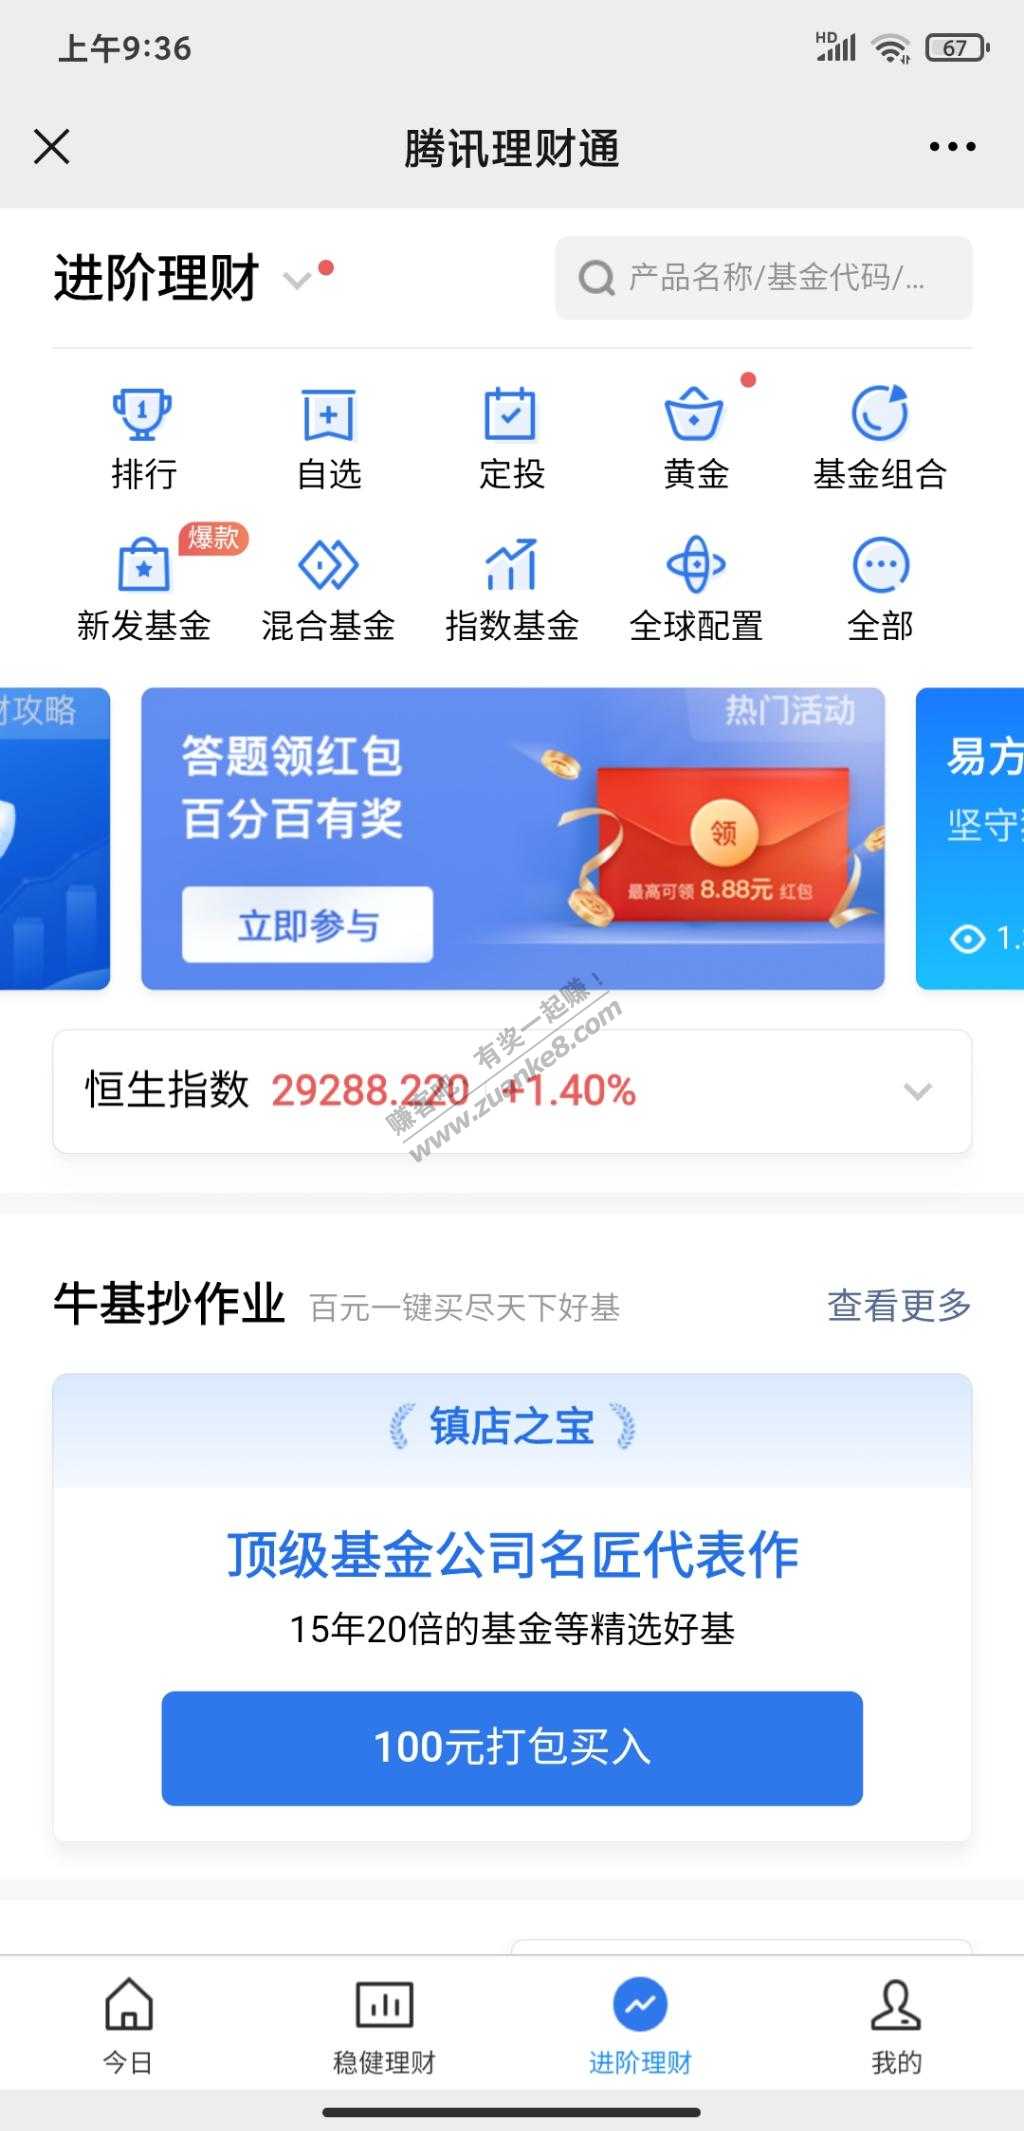 上午9:36
HD
67
腾讯理财通
进阶理财
产品名称/基金代码/...
排行
自选
定投
黄金
基金组合
爆款
新发基金
混合基金
指数基金
全球配置
全部
财攻略
热门活动
答题领红包
百分百有奖
立即参与
领
最高可领 8.88元 红包
易方
坚守
1.
恒生指数 29288.220 +1.40%
赚客吧 有奖一起赚！
www.zuanke8.com
牛基抄作业 百元一键买尽天下好基 查看更多
镇店之宝
顶级基金公司名匠代表作
15年20倍的基金等精选好基
100元打包买入
今日
稳健理财
进阶理财
我的